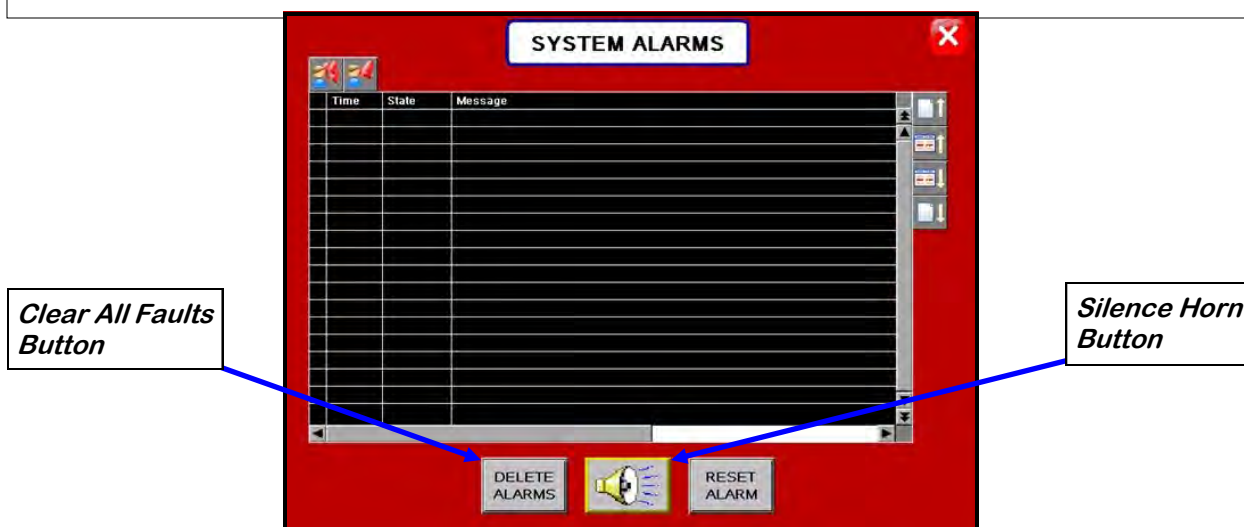 SYSTEM ALARMS
Time State Message
Clear All Faults
Button
Silence Horn
Button
DELETE
ALARMS
RESET
ALARM